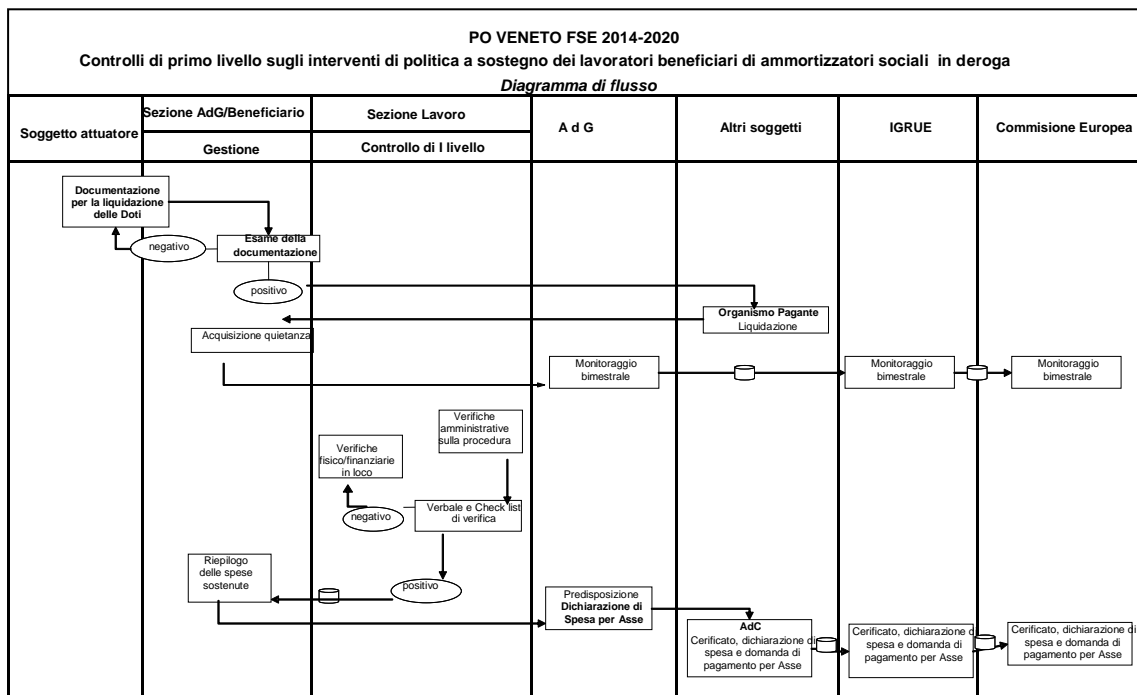 PO VENETO FSE 2014-2020
Controlli di primo livello sugli interventi di politica a sostegno dei lavoratori beneficiari di ammortizzatori sociali in deroga
Diagramma di flusso
Soggetto attuatore
Sezione AdG/Beneficiario
Gestione
Sezione Lavoro
Controllo di I livello
A d G
Altri soggetti
IGRUE
Commisione Europea
Documentazione
per la liquidazione
delle Doti
negativo
Esame della
documentazione
positivo
Organismo Pagante
Liquidazione
Acquisizione quietanza
Monitoraggio
bimestrale
Monitoraggio
bimestrale
Monitoraggio
bimestrale
Verifiche
amministrative
sulla procedura
Verifiche
fisico/finanziarie
in loco
negativo
Verbale e Check list
di verifica
positivo
Riepilogo
delle spese
sostenute
Predisposizione
Dichiarazione di
Spesa per Asse
AdC
Cerificato, dichiarazione di
spesa e domanda di
pagamento per Asse
Cerificato, dichiarazione di
spesa e domanda di
pagamento per Asse
Cerificato, dichiarazione di
spesa e domanda di
pagamento per Asse